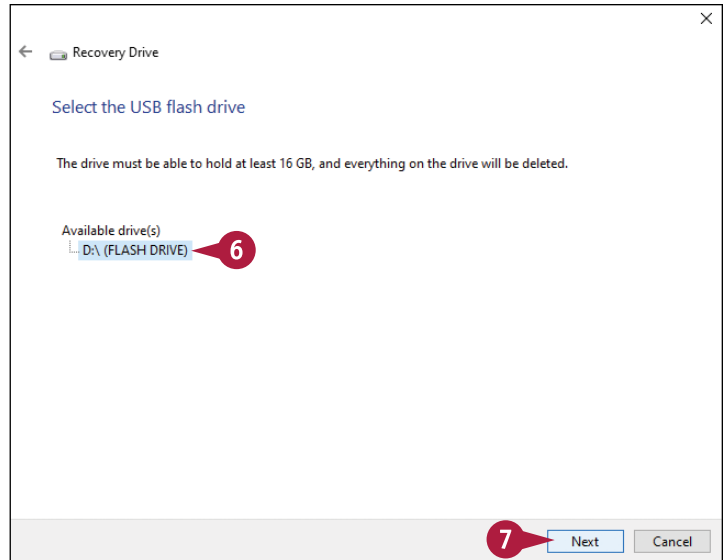 Recovery Drive
Select the USB flash drive
The drive must be able to hold at least 16 GB, and everything on the drive will be deleted.
Available drive(s)
D:\ (FLASH DRIVE)
6
7
Next
Cancel